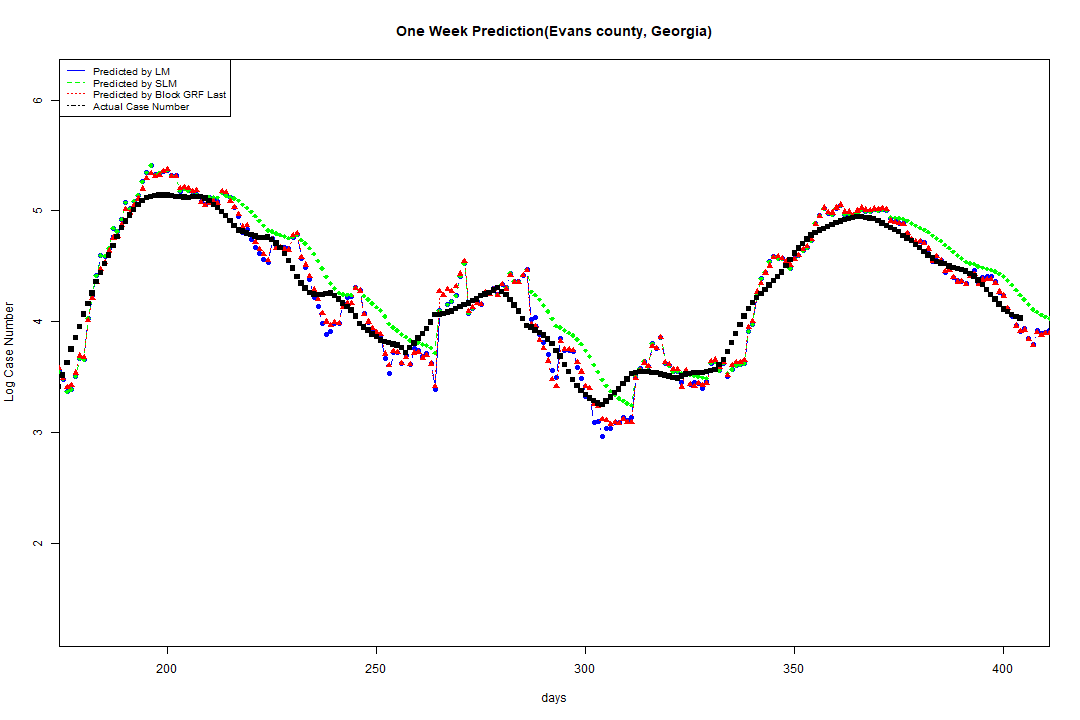 One Week Prediction(Evans county, Georgia)
Predicted by LM
Predicted by SLM
Predicted by Block GRF Last
Actual Case Number
6
5
4
3
2
Log Case Number
200 250 300 350 400
days